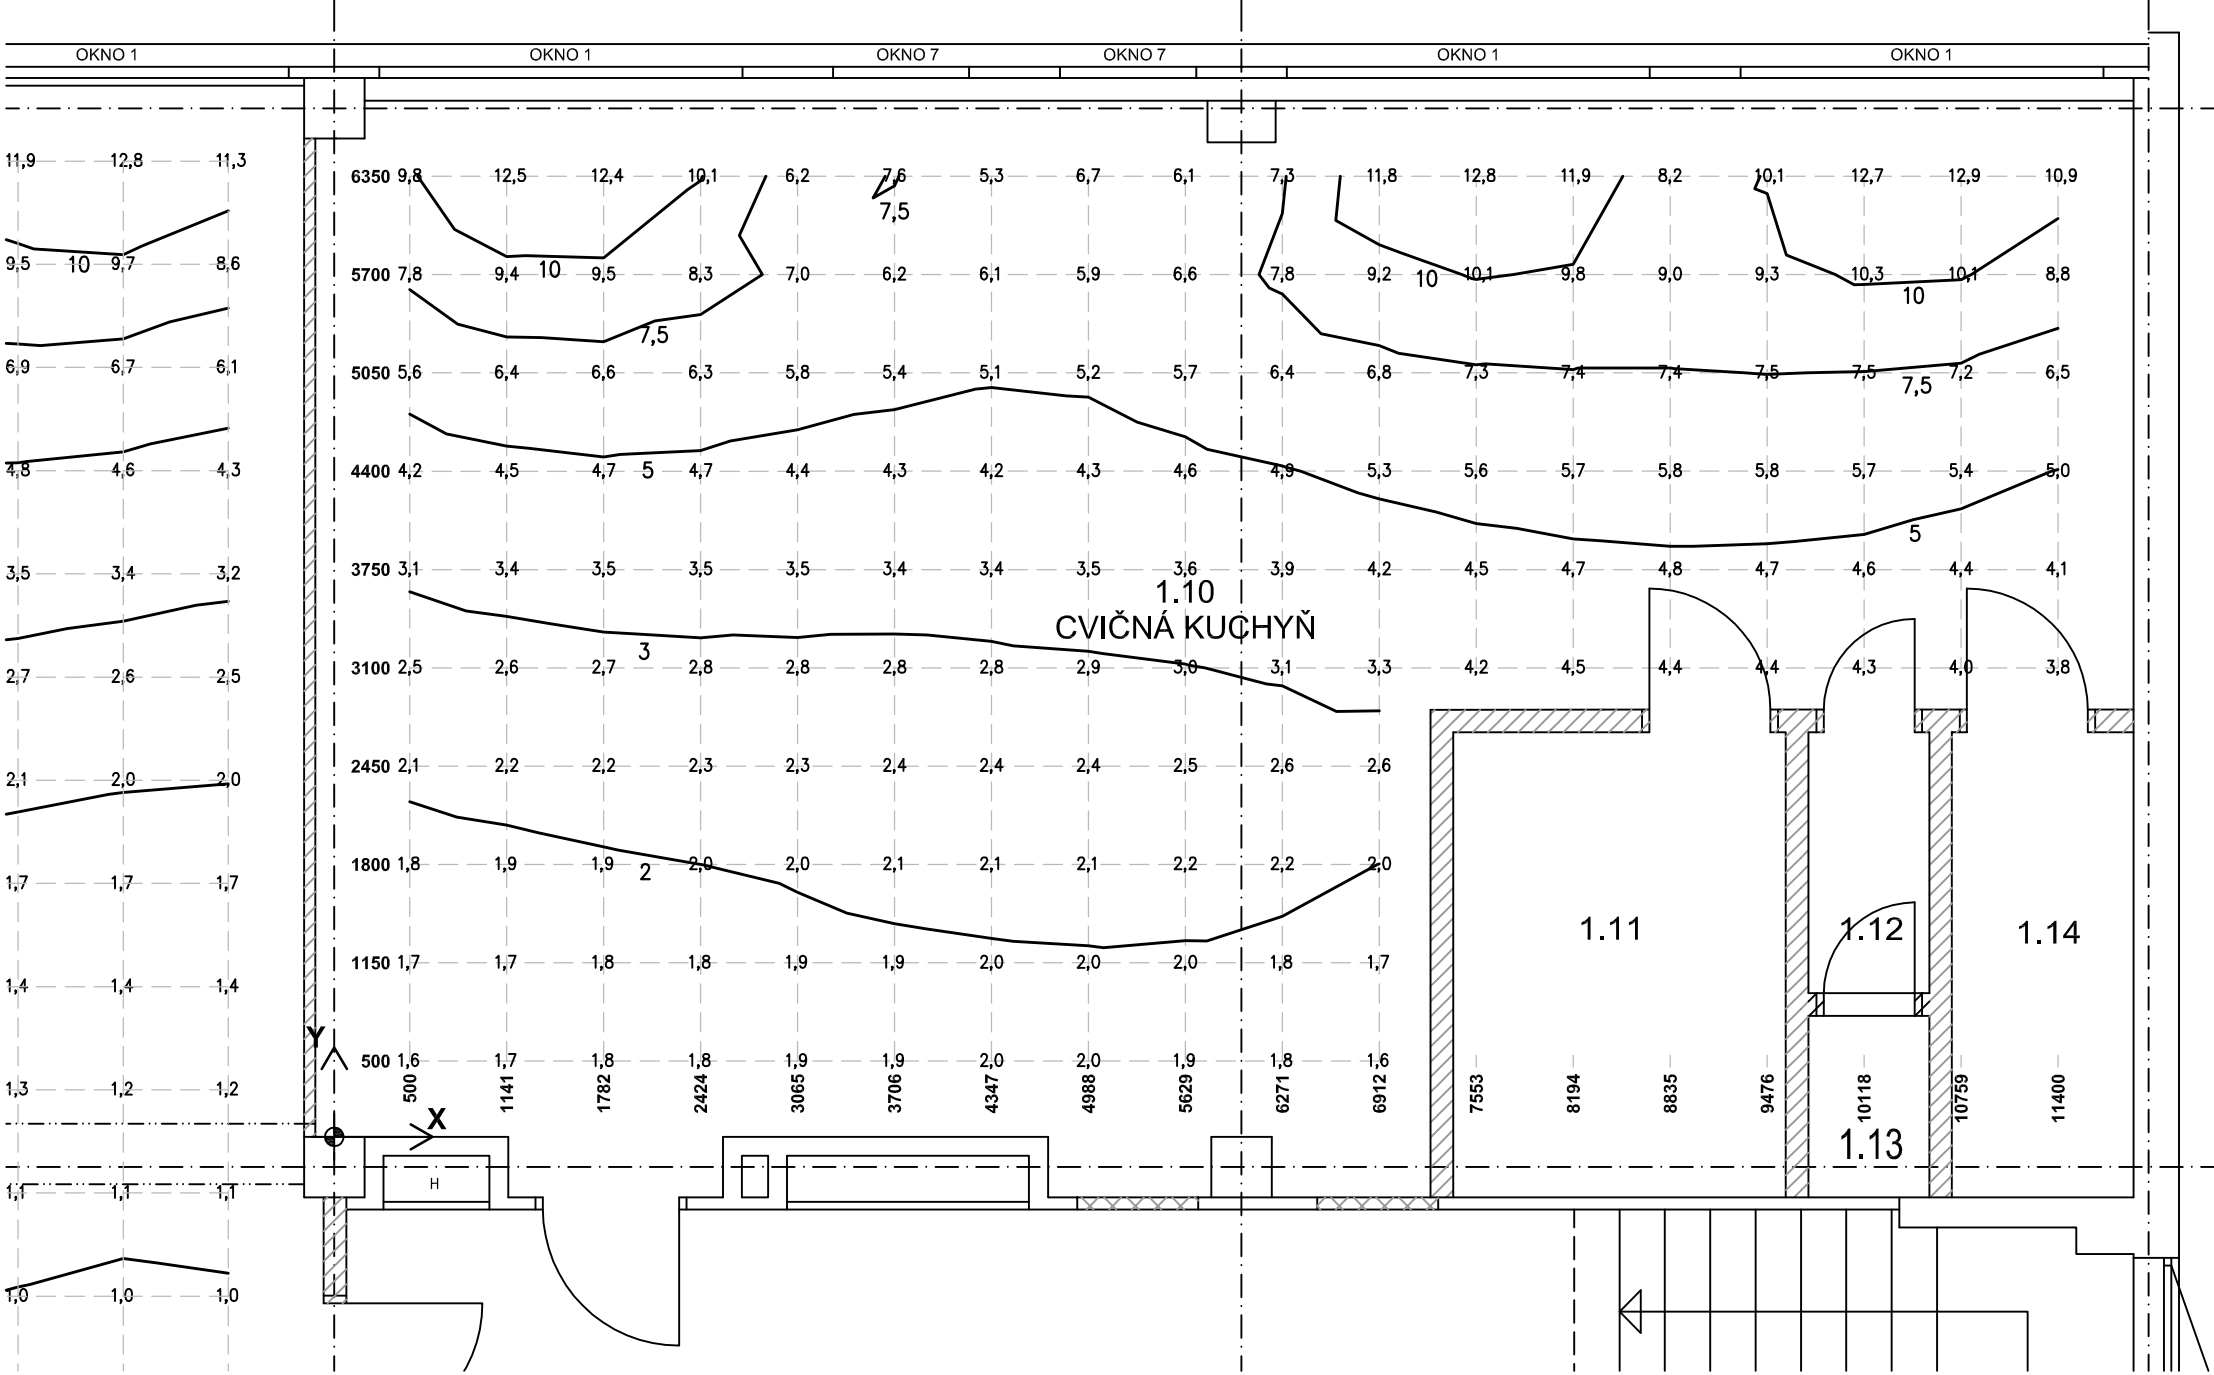 OKNO 1 OKNO 1 OKNO 7 OKNO 7 OKNO 1 OKNO 1
11,9 12,8 11,3
6350 9,8 12,5 12,4 10,1 6,2 7,6 5,3 6,7 6,1 7,3 11,8 12,8 11,9 8,2 10,1 12,7 12,9 10,9
7,5
9,5 10 9,7 8,6
5700 7,8 9,4 10 9,5 8,3 7,0 6,2 6,1 5,9 6,6 7,8 9,2 10 10,1 9,8 9,0 9,3 10,3 10,1 8,8
10
7,5
6,9 6,7 6,1
5050 5,6 6,4 6,6 6,3 5,8 5,4 5,1 5,2 5,7 6,4 6,8 7,3 7,4 7,4 7,5 7,5 7,2 6,5
7,5
4,8 4,6 4,3
4400 4,2 4,5 4,7 5 4,7 4,4 4,3 4,2 4,3 4,6 4,9 5,3 5,6 5,7 5,8 5,8 5,7 5,4 5,0
5
3,5 3,4 3,2
3750 3,1 3,4 3,5 3,5 3,5 3,4 3,4 3,5 3,6 3,9 4,2 4,5 4,7 4,8 4,7 4,6 4,4 4,1
1.10
CVIČNÁ KUCHYŇ
3
3100 2,5 2,6 2,7 2,8 2,8 2,8 2,8 2,9 3,0 3,1 3,3 4,2 4,5 4,4 4,4 4,3 4,0 3,8
2,7 2,6 2,5
2450 2,1 2,2 2,2 2,3 2,3 2,4 2,4 2,4 2,5 2,6 2,6
2,1 2,0 2,0
1800 1,8 1,9 1,9 2 2,0 2,0 2,1 2,1 2,1 2,2 2,2 2,0
1,7 1,7 1,7
1.11 1.12 1.14
1150 1,7 1,7 1,8 1,8 1,9 1,9 2,0 2,0 2,0 1,8 1,7
1,4 1,4 1,4
Y
500 1,6 1,7 1,8 1,8 1,9 1,9 2,0 2,0 1,9 1,8 1,6
1,3 1,2 1,2
500 1141 1782 2424 3065 3706 4347 4988 5629 6271 6912 7553 8194 8835 9476 10118 10759 11400
X
1.13
H
1,1 1,1 1,1
1,0 1,0 1,0